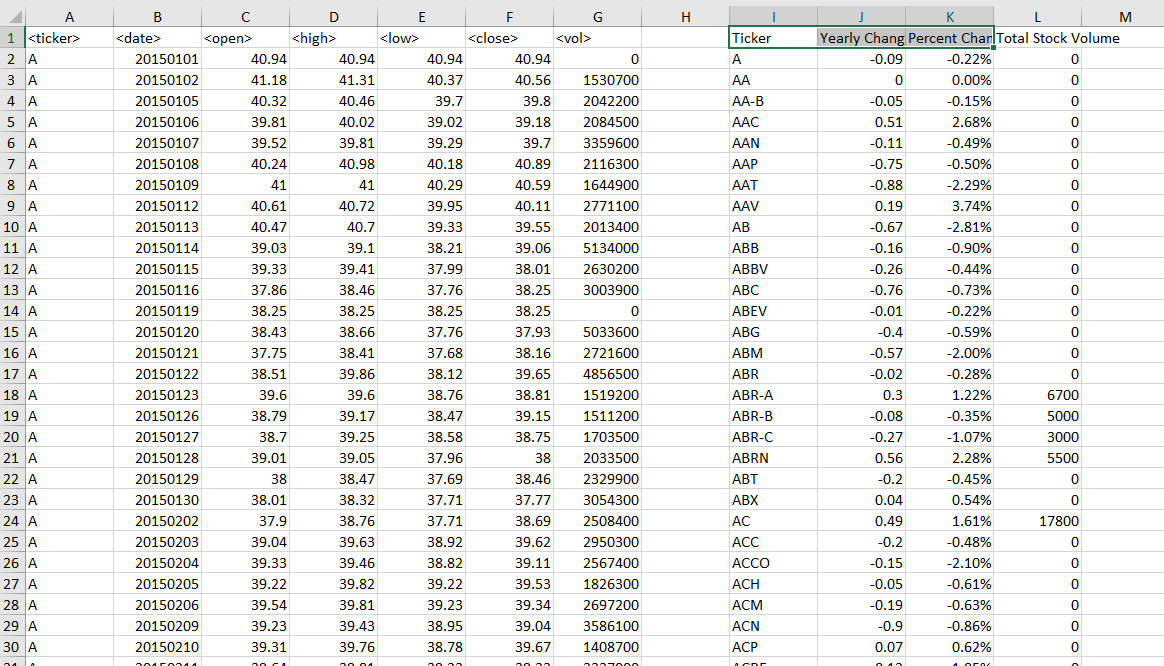 A B C D E F G H I J K L M
1 <ticker> <date> <open> <high> <low> <close> <vol> Ticker Yearly Chang Percent Char Total Stock Volume
2 A 20150101 40.94 40.94 40.94 40.94 0 A -0.09 -0.22% 0
3 A 20150102 41.18 41.31 40.37 40.56 1530700 AA 0 0.00% 0
4 A 20150105 40.32 40.46 39.7 39.8 2042200 AA-B -0.05 -0.15% 0
5 A 20150106 39.81 40.02 39.02 39.18 2084500 AAC 0.51 2.68% 0
6 A 20150107 39.52 39.81 39.29 39.7 3359600 AAN -0.11 -0.49% 0
7 A 20150108 40.24 40.98 40.18 40.89 2116300 AAP -0.75 -0.50% 0
8 A 20150109 41 41 40.29 40.59 1644900 AAT -0.88 -2.29% 0
9 A 20150112 40.61 40.72 39.95 40.11 2771100 AAV 0.19 3.74% 0
10 A 20150113 40.47 40.7 39.33 39.55 2013400 AB -0.67 -2.81% 0
11 A 20150114 39.03 39.1 38.21 39.06 5134000 ABB -0.16 -0.90% 0
12 A 20150115 39.33 39.41 37.99 38.01 2630200 ABBV -0.26 -0.44% 0
13 A 20150116 37.86 38.46 37.76 38.25 3003900 ABC -0.76 -0.73% 0
14 A 20150119 38.25 38.25 38.25 38.25 0 ABEV -0.01 -0.22% 0
15 A 20150120 38.43 38.66 37.76 37.93 5033600 ABG -0.4 -0.59% 0
16 A 20150121 37.75 38.41 37.68 38.16 2721600 ABM -0.57 -2.00% 0
17 A 20150122 38.51 39.86 38.12 39.65 4856500 ABR -0.02 -0.28% 0
18 A 20150123 39.6 39.6 38.76 38.81 1519200 ABR-A 0.3 1.22% 6700
19 A 20150126 38.79 39.17 38.47 39.15 1511200 ABR-B -0.08 -0.35% 5000
20 A 20150127 38.7 39.25 38.58 38.75 1703500 ABR-C -0.27 -1.07% 3000
21 A 20150128 39.01 39.05 37.96 38 2033500 ABRN 0.56 2.28% 5500
22 A 20150129 38 38.47 37.69 38.46 2329900 ABT -0.2 -0.45% 0
23 A 20150130 38.01 38.32 37.71 37.77 3054300 ABX 0.04 0.54% 0
24 A 20150202 37.9 38.76 37.71 38.69 2508400 AC 0.49 1.61% 17800
25 A 20150203 39.04 39.63 38.92 39.62 2950300 ACC -0.2 -0.48% 0
26 A 20150204 39.33 39.46 38.82 39.11 2567400 ACCO -0.15 -2.10% 0
27 A 20150205 39.22 39.82 39.22 39.53 1826300 ACH -0.05 -0.61% 0
28 A 20150206 39.54 39.81 39.23 39.34 2697200 ACM -0.19 -0.63% 0
29 A 20150209 39.23 39.43 38.95 39.04 3586100 ACN -0.9 -0.86% 0
30 A 20150210 39.31 39.76 38.78 39.67 1408700 ACP 0.07 0.62% 0